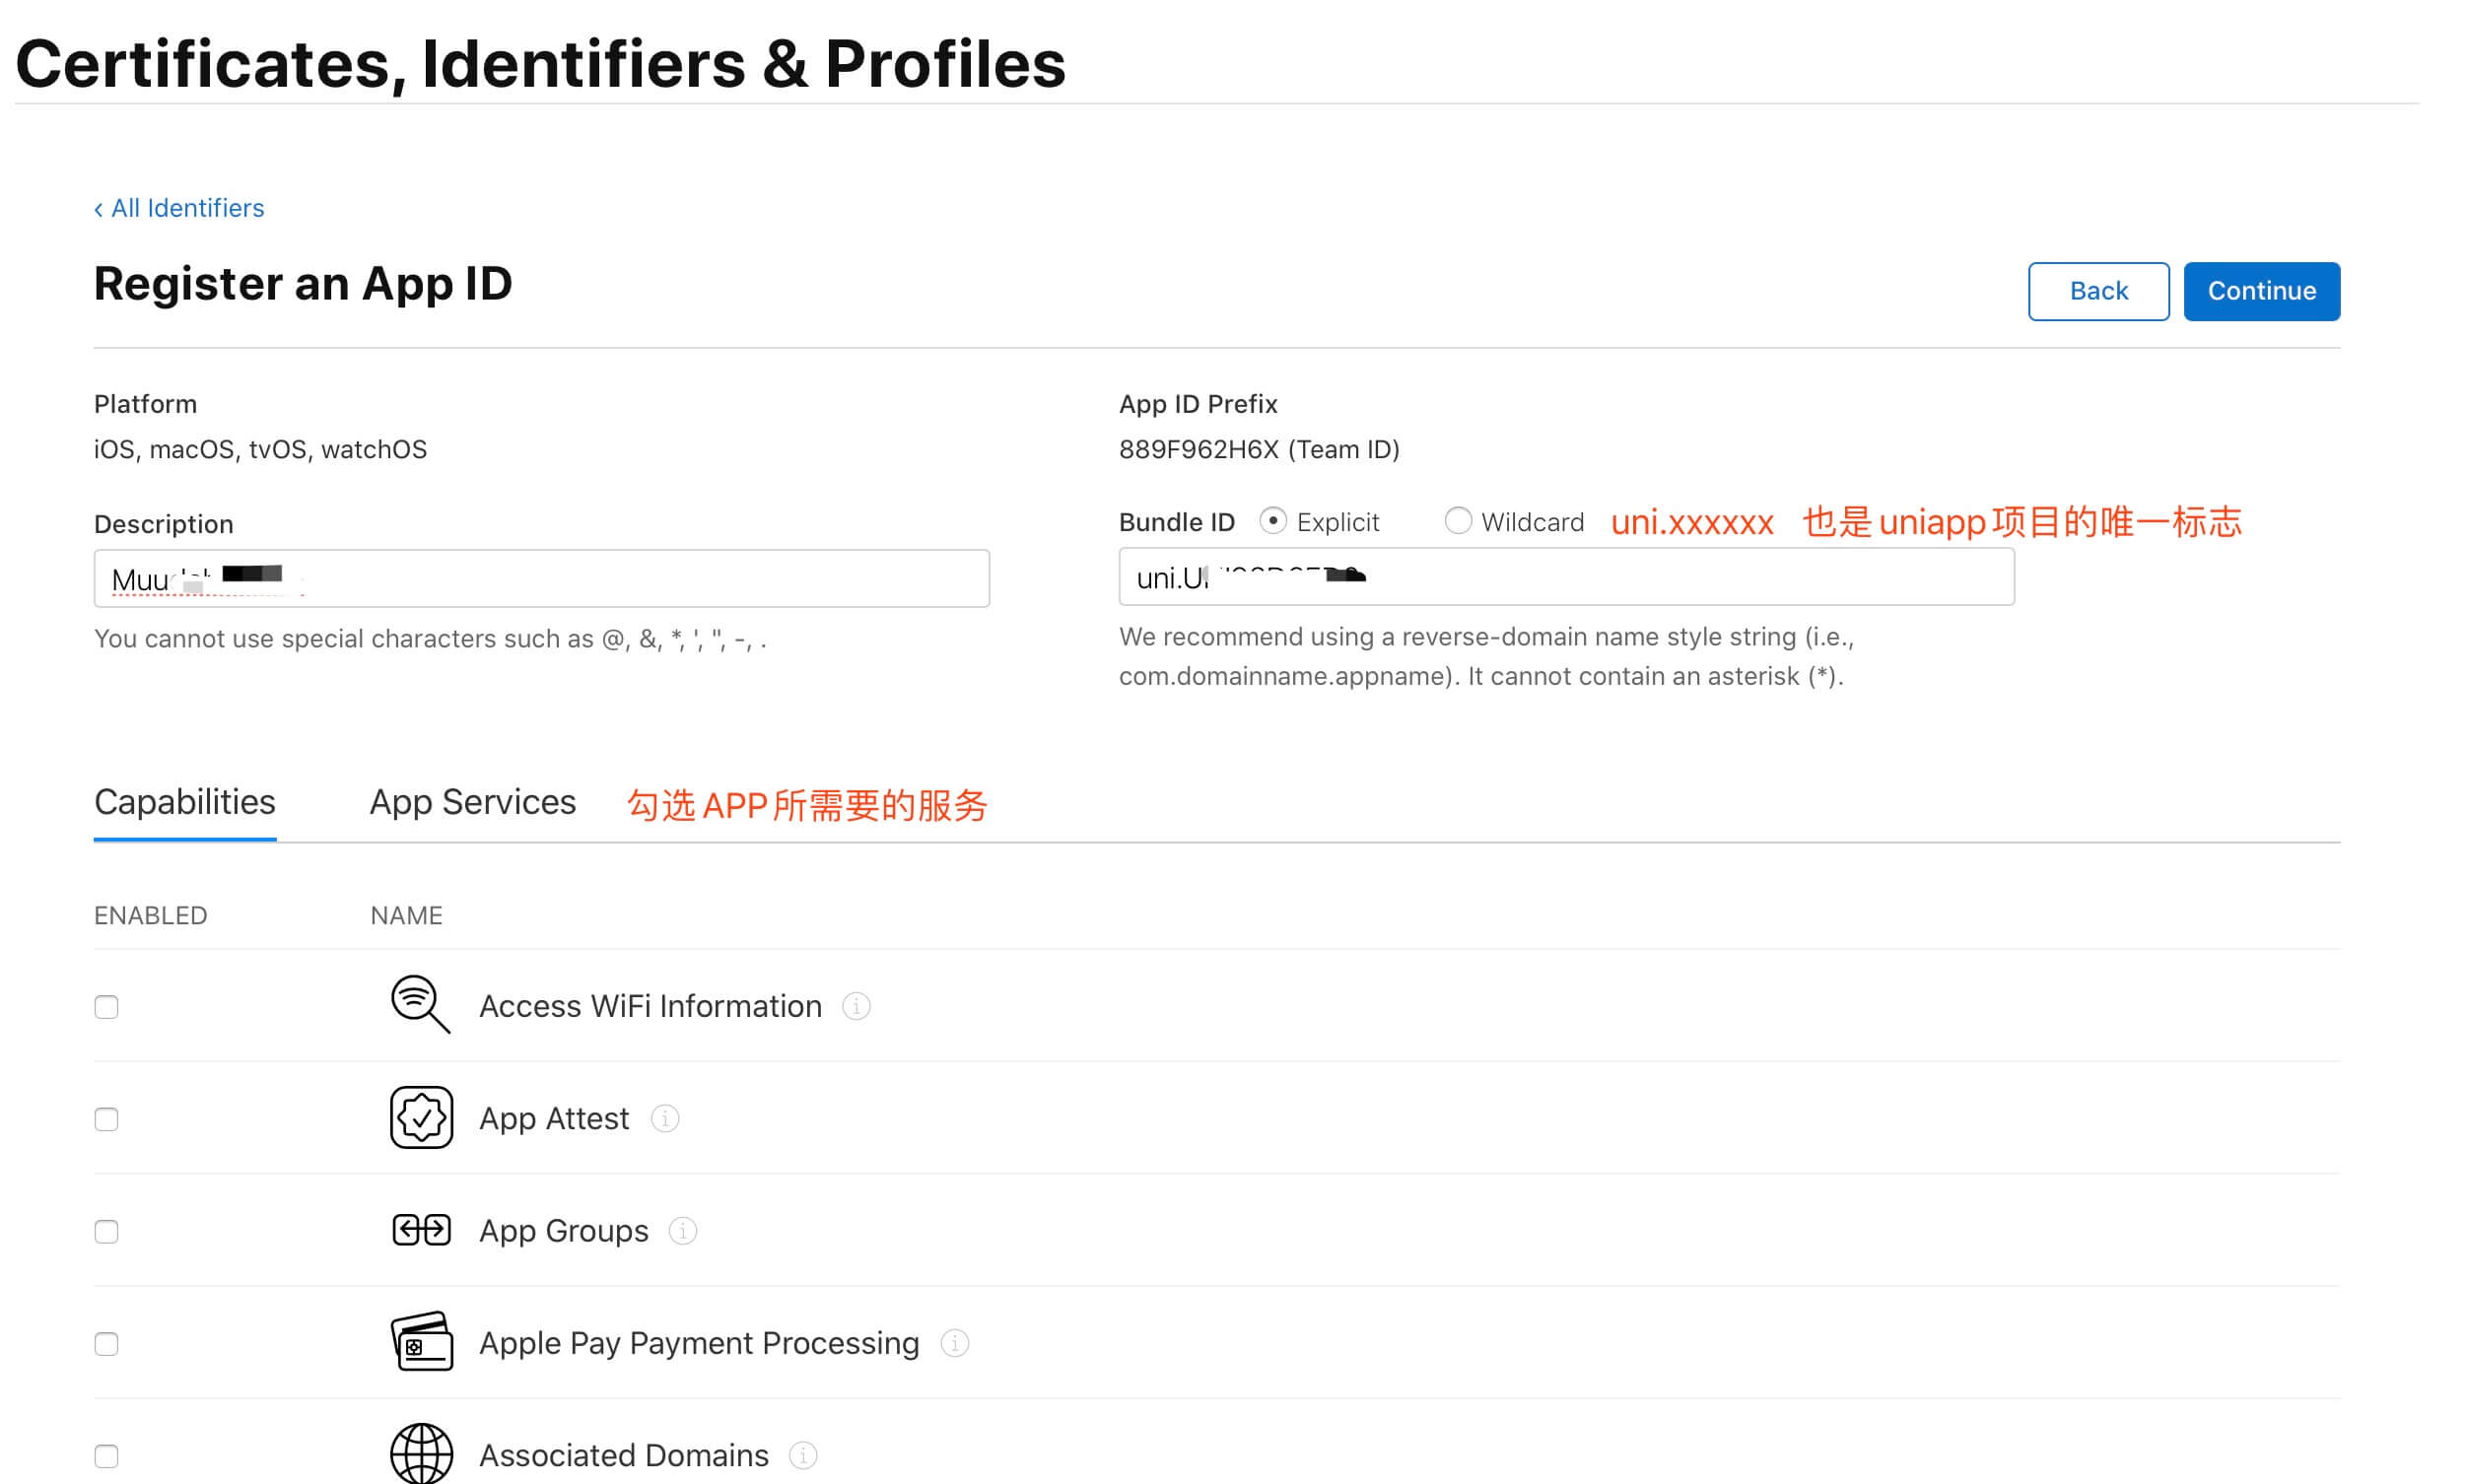 Certificates, Identifiers & Profiles
‹ All Identifiers
Register an App ID
Back
Continue
Platform
iOS, macOS, tvOS, watchOS
App ID Prefix
889F962H6X (Team ID)
Description
You cannot use special characters such as @, &, *, ', ", -, .
Bundle ID Explicit Wildcard uni.xxxxxx 也是uniapp项目的唯一标志
We recommend using a reverse-domain name style string (i.e.,
com.domainname.appname). It cannot contain an asterisk (*).
Capabilities App Services 勾选APP所需要的服务
ENABLED NAME
Access WiFi Information
App Attest
App Groups
Apple Pay Payment Processing
Associated Domains